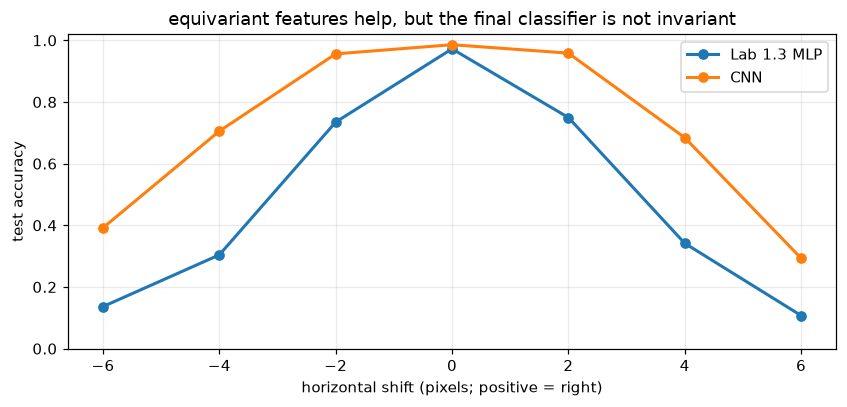 equivariant features help, but the final classifier is not invariant
Lab 1.3 MLP
CNN
test accuracy
1.0
0.8
0.6
0.4
0.2
0.0
−6
−4
−2
0
2
4
6
horizontal shift (pixels; positive = right)